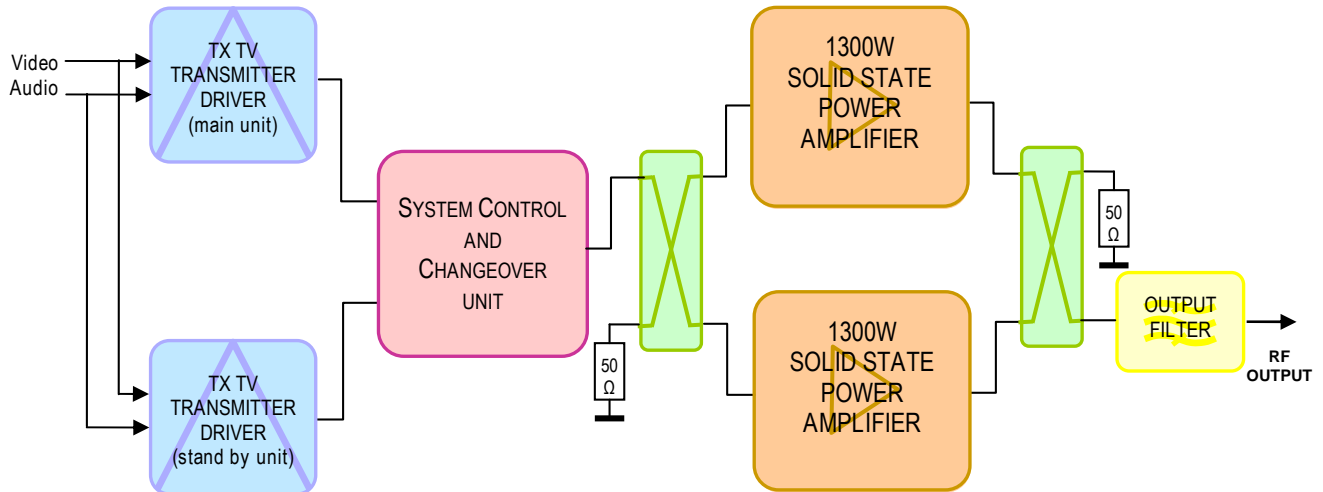 Video
Audio
TX TV
TRANSMITTER
DRIVER
(main unit)
TX TV
TRANSMITTER
DRIVER
(stand by unit)
SYSTEM CONTROL
AND
CHANGEOVER
UNIT
50
Ω
1300W
SOLID STATE
POWER
AMPLIFIER
1300W
SOLID STATE
POWER
AMPLIFIER
50
Ω
OUTPUT
FILTER
RF
OUTPUT